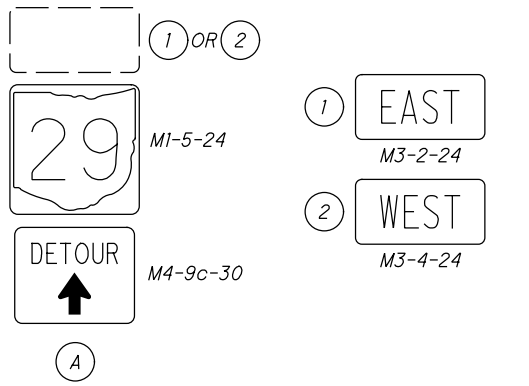 1 OR 2
29
M1-5-24
DETOUR
M4-9c-30
A
1
EAST
M3-2-24
2
WEST
M3-4-24